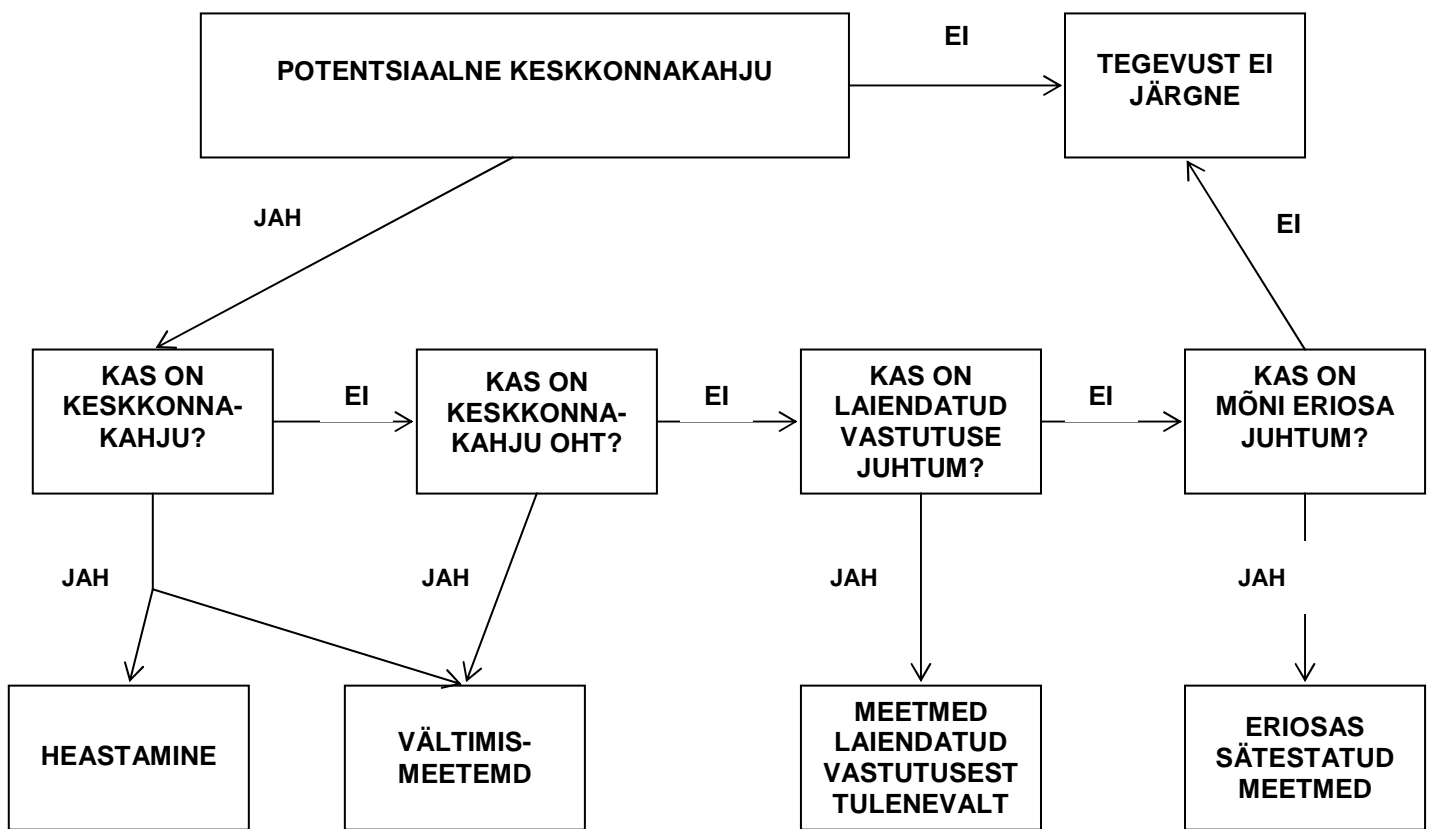 POTENTSIAALNE KESKKONNAKAHJU
EI
TEGEVUST EI
JÄRGNE
JAH
EI
KAS ON
KESKKONNA-
KAHJU?
EI
KAS ON
KESKKONNA-
KAHJU OHT?
EI
KAS ON
LAIENDATUD
VASTUTUSE
JUHTUM?
EI
KAS ON
MÕNI ERIOSA
JUHTUM?
JAH
JAH
JAH
JAH
HEASTAMINE
VÄLTIMIS-
MEETEMD
MEETMED
LAIENDATUD
VASTUTUSEST
TULENEVALT
ERIOSAS
SÄTESTATUD
MEETMED